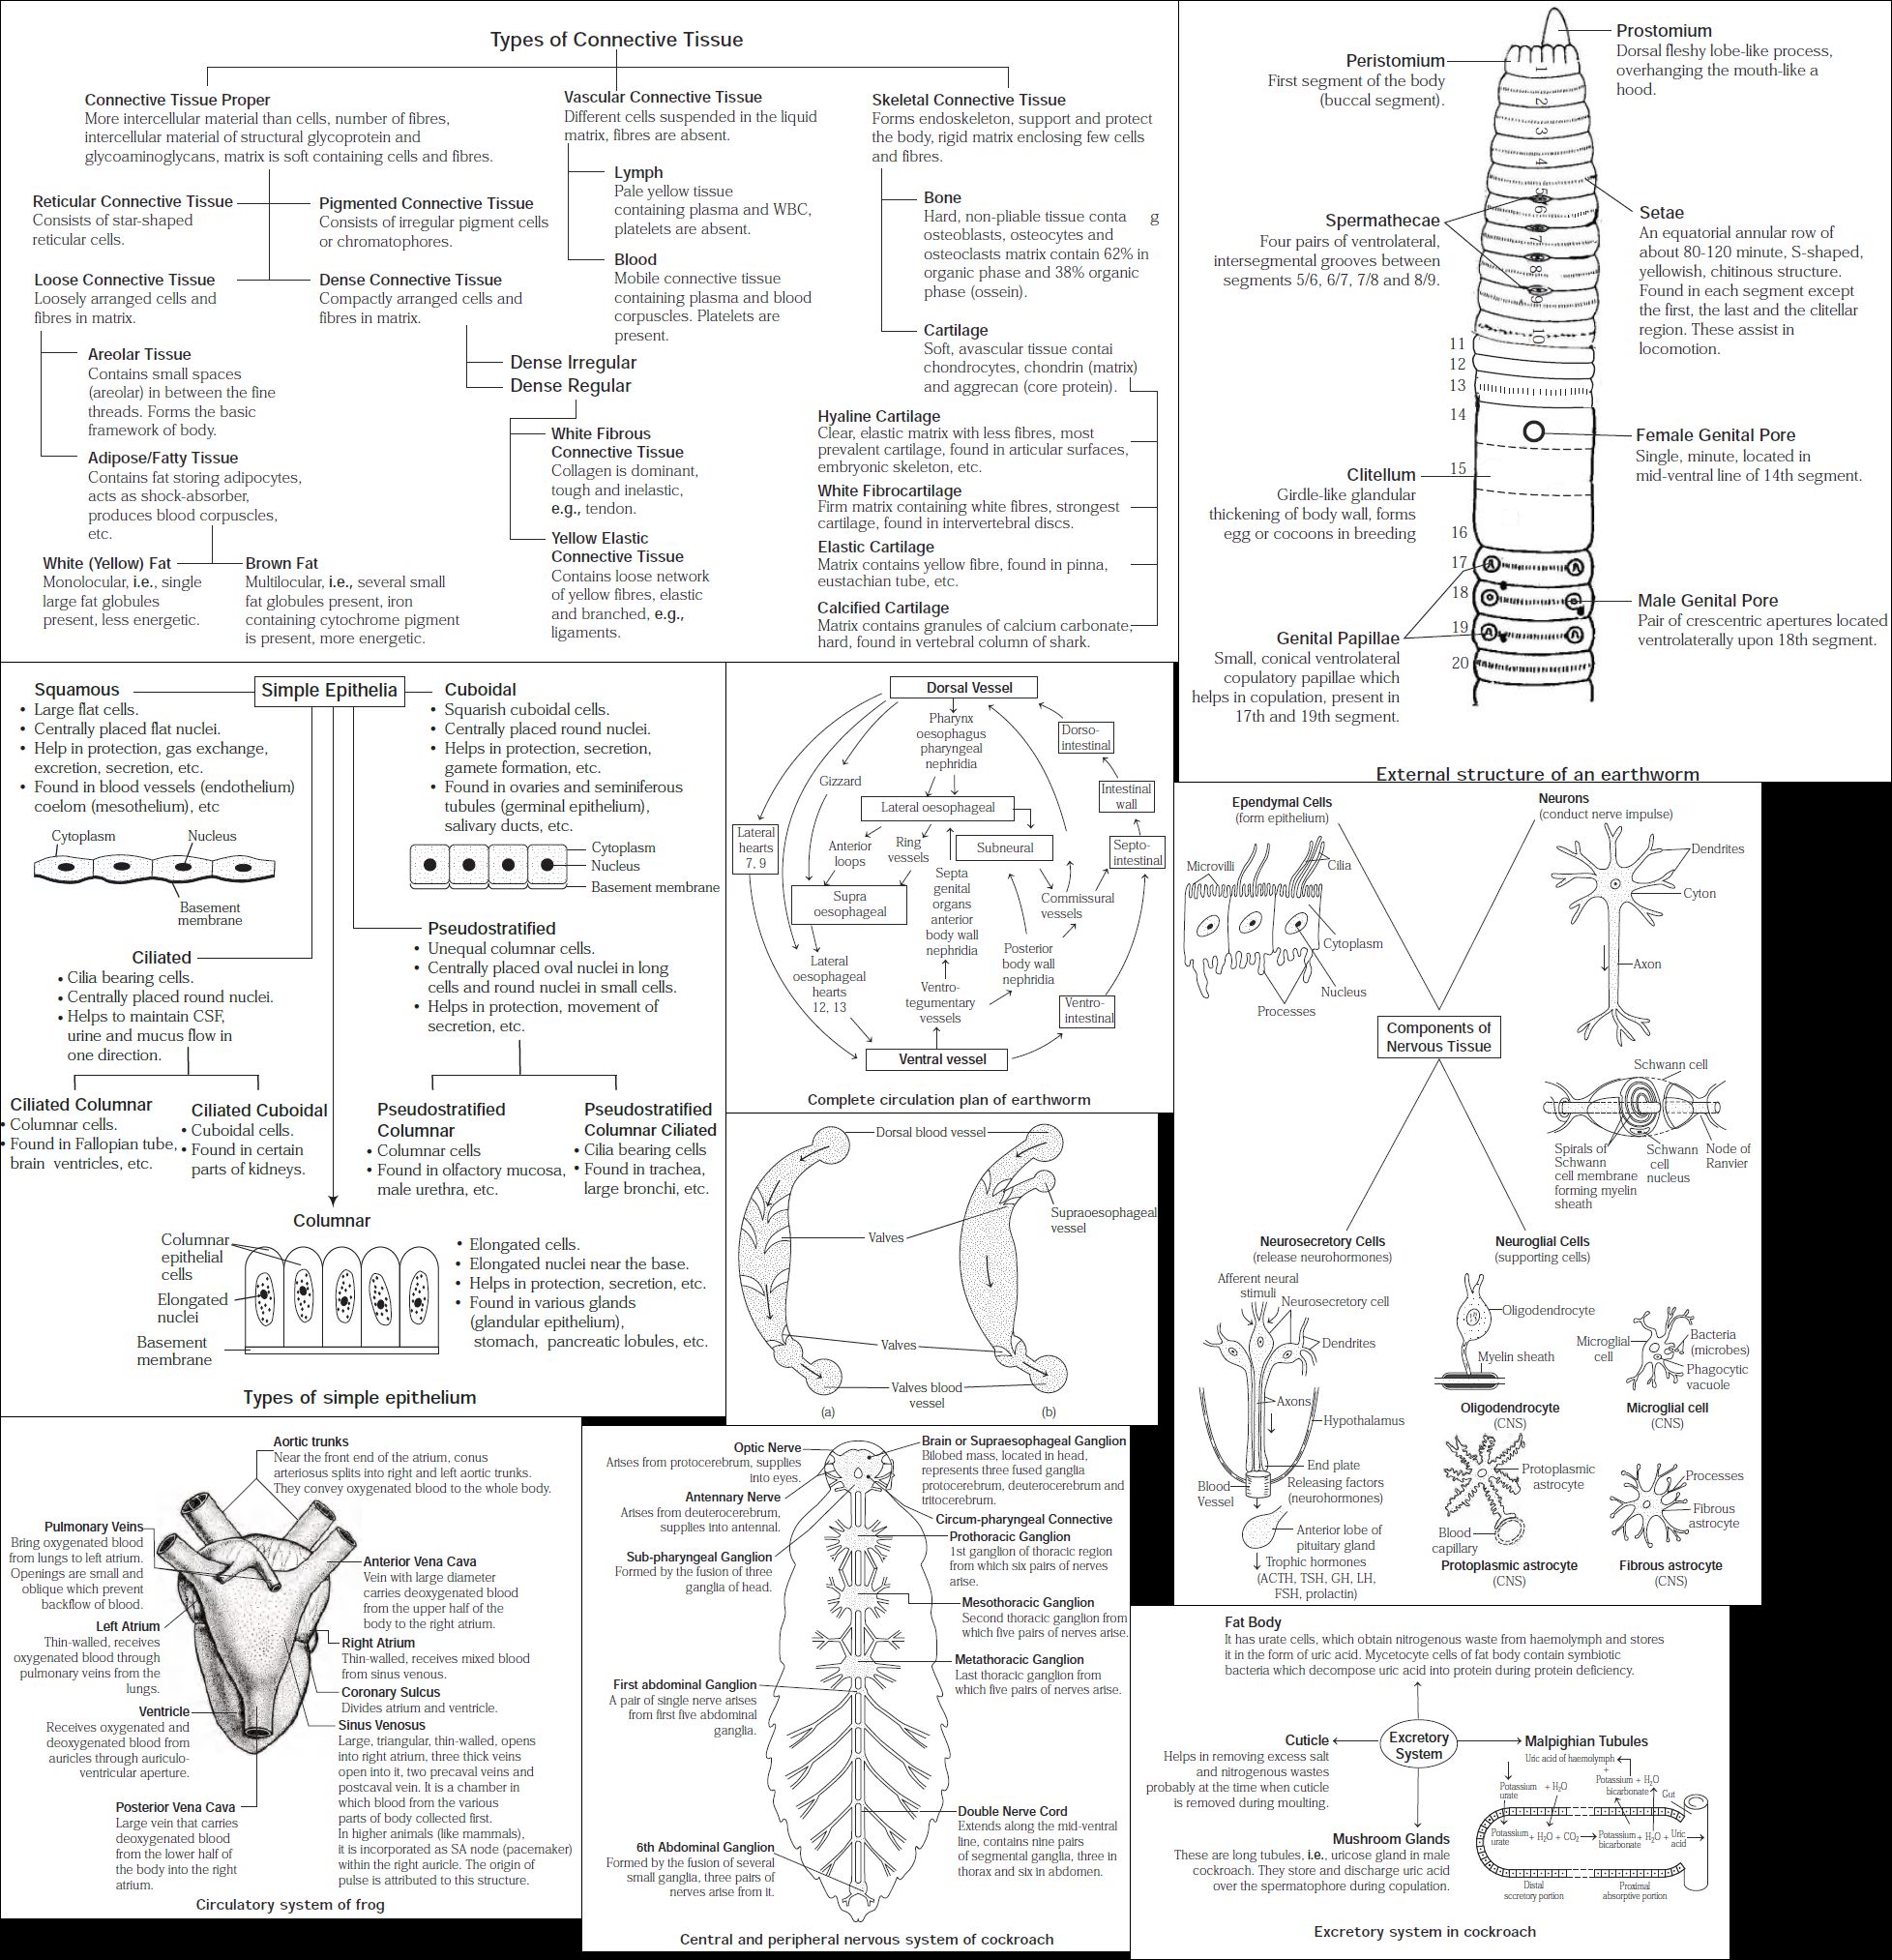 Types of Connective Tissue
Connective Tissue Proper
More intercellular material than cells, number of fibres,
intercellular material of structural glycoprotein and
glycoaminoglycans, matrix is soft containing cells and fibres.
Reticular Connective Tissue
Consists of star-shaped
reticular cells.
Pigmented Connective Tissue
Consists of irregular pigment cells
or chromatophores.
Loose Connective Tissue
Loosely arranged cells and
fibres in matrix.
Dense Connective Tissue
Compactly arranged cells and
fibres in matrix.
Areolar Tissue
Contains small spaces
(areolar) in between the fine
threads. Forms the basic
framework of body.
Adipose/Fatty Tissue
Contains fat storing adipocytes,
acts as shock-absorber,
produces blood corpuscles,
etc.
White (Yellow) Fat
Monolocular, i.e., single
large fat globules
present, less energetic.
Brown Fat
Multilocular, i.e., several small
fat globules present, iron
containing cytochrome pigment
is present, more energetic.
Dense Irregular
Dense Regular
White Fibrous
Connective Tissue
Collagen is dominant,
tough and inelastic,
e.g., tendon.
Yellow Elastic
Connective Tissue
Contains loose network
of yellow fibres, elastic
and branched, e.g.,
ligaments.
Vascular Connective Tissue
Different cells suspended in the liquid
matrix, fibres are absent.
Lymph
Pale yellow tissue
containing plasma and WBC,
platelets are absent.
Blood
Mobile connective tissue
containing plasma and blood
corpuscles. Platelets are
present.
Skeletal Connective Tissue
Forms endoskeleton, support and protect
the body, rigid matrix enclosing few cells
and fibres.
Bone
Hard, non-pliable tissue conta g
osteoblasts, osteocytes and
osteoclasts matrix contain 62% in
organic phase and 38% organic
phase (ossein).
Cartilage
Soft, avascular tissue contai
chondrocytes, chondrin (matrix)
and aggrecan (core protein).
Hyaline Cartilage
Clear, elastic matrix with less fibres, most
prevalent cartilage, found in articular surfaces,
embryonic skeleton, etc.
White Fibrocartilage
Firm matrix containing white fibres, strongest
cartilage, found in intervertebral discs.
Elastic Cartilage
Matrix contains yellow fibre, found in pinna,
eustachian tube, etc.
Calcified Cartilage
Matrix contains granules of calcium carbonate,
hard, found in vertebral column of shark.
Prostomium
Dorsal fleshy lobe-like process,
overhanging the mouth-like a
hood.
Peristomium
First segment of the body
(buccal segment).
Spermathecae
Four pairs of ventrolateral,
intersegmental grooves between
segments 5/6, 6/7, 7/8 and 8/9.
Setae
An equatorial annular row of
about 80-120 minute, S-shaped,
yellowish, chitinous structure.
Found in each segment except
the first, the last and the clitellar
region. These assist in
locomotion.
1
2
3
4
5
6
7
8
9
10
11
12
13
14
15
16
17
18
19
20
Female Genital Pore
Single, minute, located in
mid-ventral line of 14th segment.
Clitellum
Girdle-like glandular
thickening of body wall, forms
egg or cocoons in breeding
Male Genital Pore
Pair of crescentric apertures located
ventrolaterally upon 18th segment.
Genital Papillae
Small, conical ventrolateral
copulatory papillae which
helps in copulation, present in
17th and 19th segment.
External structure of an earthworm
Simple Epithelia
Squamous
• Large flat cells.
• Centrally placed flat nuclei.
• Help in protection, gas exchange,
excretion, secretion, etc.
• Found in blood vessels (endothelium)
coelom (mesothelium), etc
Cytoplasm
Nucleus
Basement
membrane
Cuboidal
• Squarish cuboidal cells.
• Centrally placed round nuclei.
• Helps in protection, secretion,
gamete formation, etc.
• Found in ovaries and seminiferous
tubules (germinal epithelium),
salivary ducts, etc.
Cytoplasm
Nucleus
Basement membrane
Ciliated
• Cilia bearing cells.
• Centrally placed round nuclei.
• Helps to maintain CSF,
urine and mucus flow in
one direction.
Pseudostratified
• Unequal columnar cells.
• Centrally placed oval nuclei in long
cells and round nuclei in small cells.
• Helps in protection, movement of
secretion, etc.
Ciliated Columnar
• Columnar cells.
• Found in Fallopian tube,
brain ventricles, etc.
Ciliated Cuboidal
• Cuboidal cells.
• Found in certain
parts of kidneys.
Pseudostratified
Columnar
• Columnar cells
• Found in olfactory mucosa,
male urethra, etc.
Pseudostratified
Columnar Ciliated
• Cilia bearing cells
• Found in trachea,
large bronchi, etc.
Columnar
Columnar
epithelial
cells
Elongated
nuclei
Basement
membrane
• Elongated cells.
• Elongated nuclei near the base.
• Helps in protection, secretion, etc.
• Found in various glands
(glandular epithelium),
stomach, pancreatic lobules, etc.
Types of simple epithelium
Dorsal Vessel
Pharynx
oesophagus
pharyngeal
nephridia
Gizzard
Dorso-
intestinal
Intestinal
wall
Lateral oesophageal
Lateral
hearts
7, 9
Anterior
loops
Ring
vessels
Subneural
Septo-
intestinal
Supra
oesophageal
Septa
genital
organs
anterior
body wall
nephridia
Commissural
vessels
Lateral
oesophageal
hearts
12, 13
Posterior
body wall
nephridia
Ventro-
tegumentary
vessels
Ventro-
intestinal
Ventral vessel
Complete circulation plan of earthworm
Dorsal blood vessel
Supraoesophageal
vessel
Valves
Valves
Valves blood
vessel
(a)
(b)
Ependymal Cells
(form epithelium)
Microvilli
Cilia
Cytoplasm
Nucleus
Processes
Neurons
(conduct nerve impulse)
Dendrites
Cyton
Axon
Components of
Nervous Tissue
Schwann cell
Spirals of
Schwann
cell membrane
forming myelin
sheath
Schwann
cell
nucleus
Node of
Ranvier
Neurosecretory Cells
(release neurohormones)
Afferent neural
stimuli
Neurosecretory cell
Dendrites
Axons
Hypothalamus
End plate
Blood
Vessel
Releasing factors
(neurohormones)
Anterior lobe of
pituitary gland
Trophic hormones
(ACTH, TSH, GH, LH,
FSH, prolactin)
Neuroglial Cells
(supporting cells)
Oligodendrocyte
Myelin sheath
Oligodendrocyte
(CNS)
Microglial
cell
Bacteria
(microbes)
Phagocytic
vacuole
Microglial cell
(CNS)
Protoplasmic
astrocyte
Blood
capillary
Protoplasmic astrocyte
(CNS)
Processes
Fibrous
astrocyte
Fibrous astrocyte
(CNS)
Aortic trunks
Near the front end of the atrium, conus
arteriosus splits into right and left aortic trunks.
They convey oxygenated blood to the whole body.
Pulmonary Veins
Bring oxygenated blood
from lungs to left atrium.
Openings are small and
oblique which prevent
backflow of blood.
Left Atrium
Thin-walled, receives
oxygenated blood through
pulmonary veins from the
lungs.
Ventricle
Receives oxygenated and
deoxygenated blood from
auricles through auriculo-
ventricular aperture.
Posterior Vena Cava
Large vein that carries
deoxygenated blood
from the lower half of
the body into the right
atrium.
Anterior Vena Cava
Vein with large diameter
carries deoxygenated blood
from the upper half of the
body to the right atrium.
Right Atrium
Thin-walled, receives mixed blood
from sinus venous.
Coronary Sulcus
Divides atrium and ventricle.
Sinus Venosus
Large, triangular, thin-walled, opens
into right atrium, three thick veins
open into it, two precaval veins and
postcaval vein. It is a chamber in
which blood from the various
parts of body collected first.
In higher animals (like mammals),
it is incorporated as SA node (pacemaker)
within the right auricle. The origin of
pulse is attributed to this structure.
Circulatory system of frog
Optic Nerve
Arises from protocerebrum, supplies
into eyes.
Antennary Nerve
Arises from deuterocerebrum,
supplies into antennal.
Sub-pharyngeal Ganglion
Formed by the fusion of three
ganglia of head.
First abdominal Ganglion
A pair of single nerve arises
from first five abdominal
ganglia.
6th Abdominal Ganglion
Formed by the fusion of several
small ganglia, three pairs of
nerves arise from it.
Brain or Supraesophageal Ganglion
Bilobed mass, located in head,
represents three fused ganglia
protocerebrum, deuterocerebrum and
tritocerebrum.
Circum-pharyngeal Connective
Prothoracic Ganglion
1st ganglion of thoracic region
from which six pairs of nerves
arise.
Mesothoracic Ganglion
Second thoracic ganglion from
which five pairs of nerves arise.
Metathoracic Ganglion
Last thoracic ganglion from
which five pairs of nerves arise.
Double Nerve Cord
Extends along the mid-ventral
line, contains nine pairs
of segmental ganglia, three in
thorax and six in abdomen.
Central and peripheral nervous system of cockroach
Fat Body
It has urate cells, which obtain nitrogenous waste from haemolymph and stores
it in the form of uric acid. Mycetocyte cells of fat body contain symbiotic
bacteria which decompose uric acid into protein during protein deficiency.
Excretory
System
Cuticle
Helps in removing excess salt
and nitrogenous wastes
probably at the time when cuticle
is removed during moulting.
Mushroom Glands
These are long tubules, i.e., uricose gland in male
cockroach. They store and discharge uric acid
over the spermatophore during copulation.
Malpighian Tubules
Uric acid of haemolymph
+
Potassium + H2O
urate
Potassium + H2O
bicarbonate
Gut
Potassium + H2O + CO2
urate
Potassium + H2O + Uric
bicarbonate acid
Distal
sccretory portion
Proximal
absorptive portion
Excretory system in cockroach